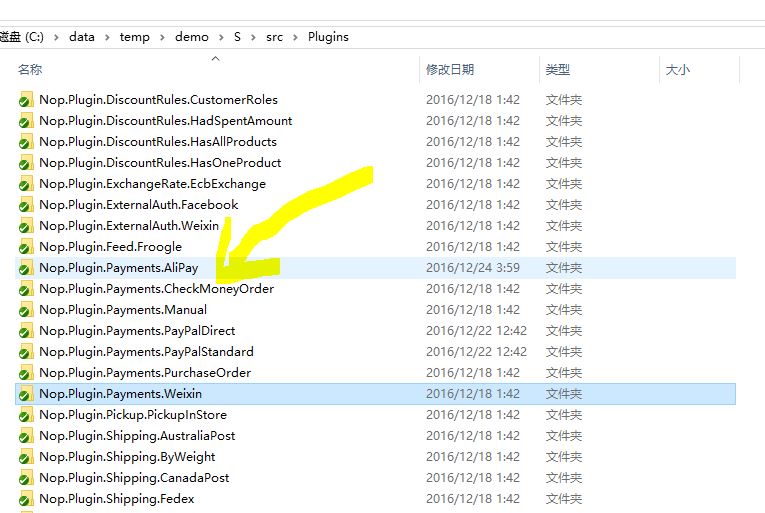 磁盘 (C:) > data > temp > demo > S > src > Plugins
名称 修改日期 类型 大小
Nop.Plugin.DiscountRules.CustomerRoles 2016/12/18 1:42 文件夹
Nop.Plugin.DiscountRules.HadSpentAmount 2016/12/18 1:42 文件夹
Nop.Plugin.DiscountRules.HasAllProducts 2016/12/18 1:42 文件夹
Nop.Plugin.DiscountRules.HasOneProduct 2016/12/18 1:42 文件夹
Nop.Plugin.ExchangeRate.EcbExchange 2016/12/18 1:42 文件夹
Nop.Plugin.ExternalAuth.Facebook 2016/12/18 1:42 文件夹
Nop.Plugin.ExternalAuth.Weixin 2016/12/18 1:42 文件夹
Nop.Plugin.Feed.Froogle 2016/12/18 1:42 文件夹
Nop.Plugin.Payments.AliPay 2016/12/24 3:59 文件夹
Nop.Plugin.Payments.CheckMoneyOrder 2016/12/18 1:42 文件夹
Nop.Plugin.Payments.Manual 2016/12/18 1:42 文件夹
Nop.Plugin.Payments.PayPalDirect 2016/12/22 12:42 文件夹
Nop.Plugin.Payments.PayPalStandard 2016/12/22 12:42 文件夹
Nop.Plugin.Payments.PurchaseOrder 2016/12/18 1:42 文件夹
Nop.Plugin.Payments.Weixin 2016/12/18 1:42 文件夹
Nop.Plugin.Pickup.PickupInStore 2016/12/18 1:42 文件夹
Nop.Plugin.Shipping.AustraliaPost 2016/12/18 1:42 文件夹
Nop.Plugin.Shipping.ByWeight 2016/12/18 1:42 文件夹
Nop.Plugin.Shipping.CanadaPost 2016/12/18 1:42 文件夹
Nop.Plugin.Shipping.Fedex 2016/12/18 1:42 文件夹